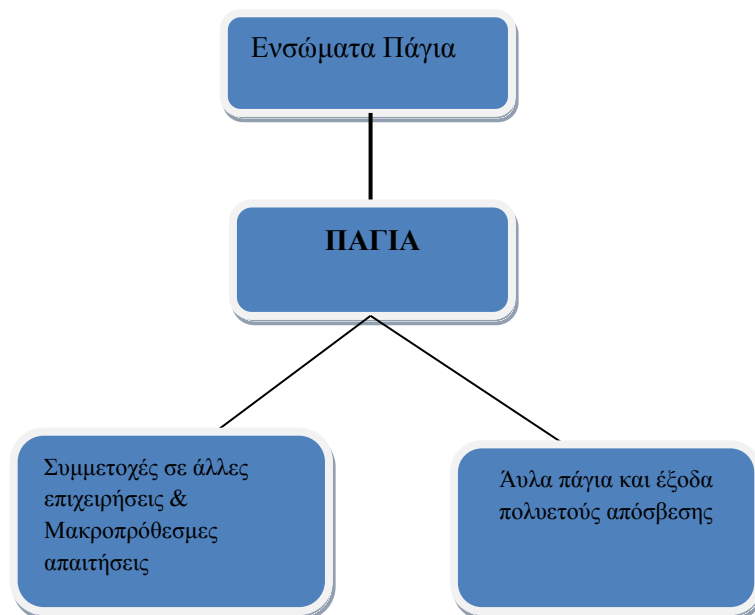 Ενσώματα Πάγια
ΠΑΓΙΑ
Συμμετοχές σε άλλες
επιχειρήσεις &
Μακροπρόθεσμες
απαιτήσεις
Άυλα πάγια και έξοδα
πολυετούς απόσβεσης